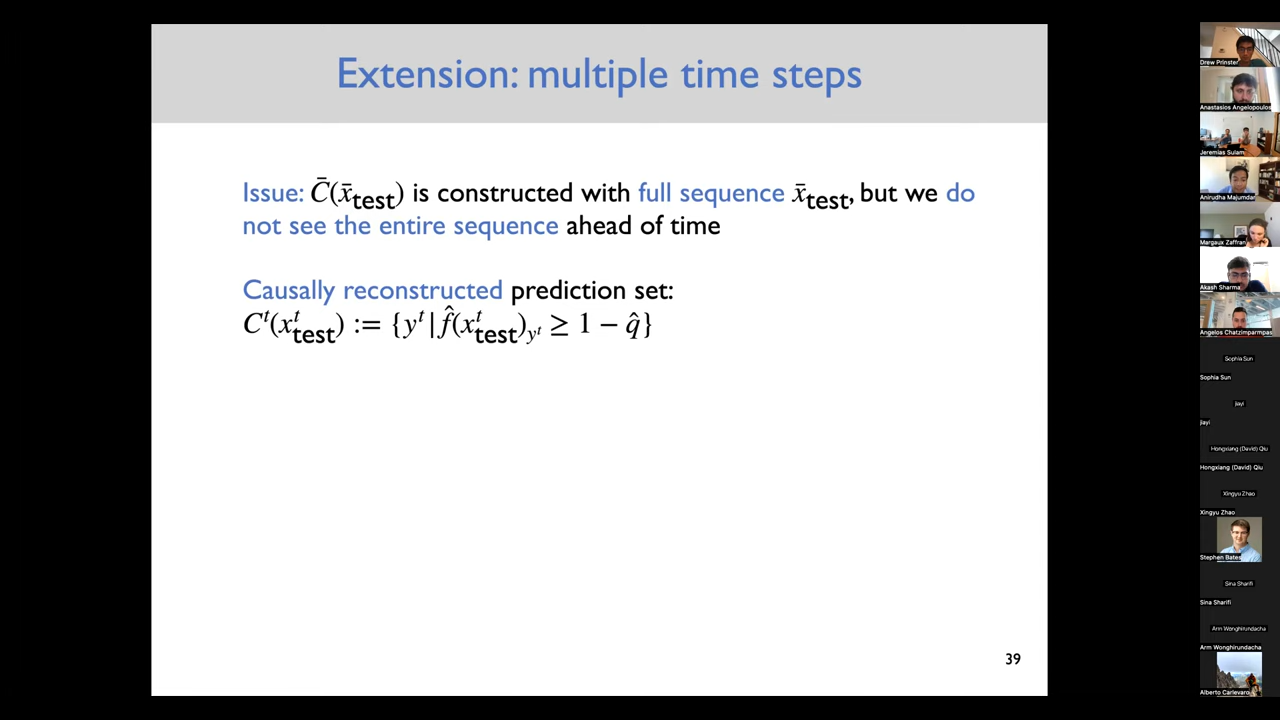 Extension: multiple time steps
Issue: C̄(x̄test) is constructed with full sequence x̄test, but we do
not see the entire sequence ahead of time
Causally reconstructed prediction set:
Cᵗ(xᵗtest) := {yᵗ | f̂(xᵗtest)yᵗ ≥ 1 − q̂}
39
Drew Prinster
Anastasios Angelopoulos
Jeremias Sulam
Anirudha Majumdar
Margaux Zaffran
Akash Sharma
Angelos Chatzimparmpas
Sophia Sun
Sophia Sun
Jiayi
Jiayi
Hongxiang (David) Qiu
Hongxiang (David) Qiu
Xingyu Zhao
Xingyu Zhao
Stephen Bates
Sina Sharifi
Sina Sharifi
Arm Wonghirundacha
Arm Wonghirundacha
Alberto Carlevaro